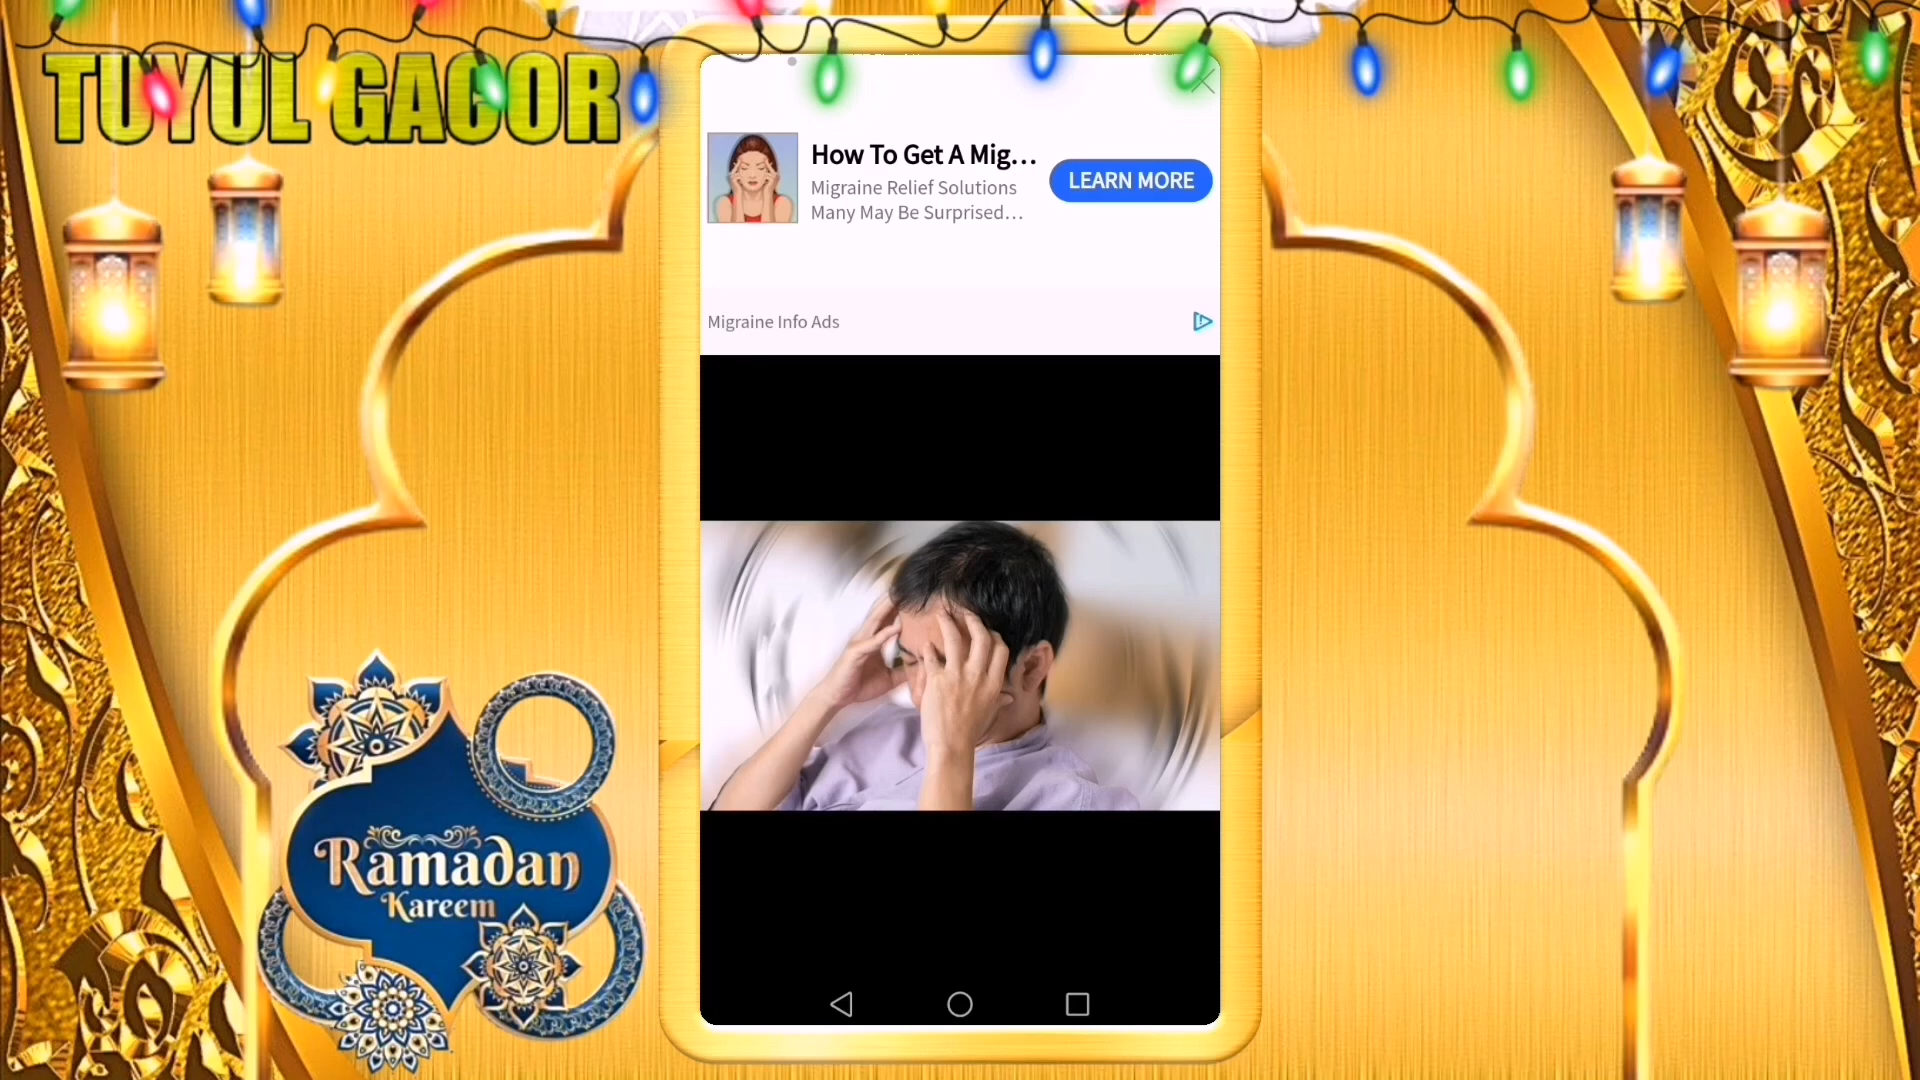 TUYUL GACOR
How To Get A Mig...
Migraine Relief Solutions
Many May Be Surprised...
LEARN MORE
Migraine Info Ads
Ramadan
Kareem